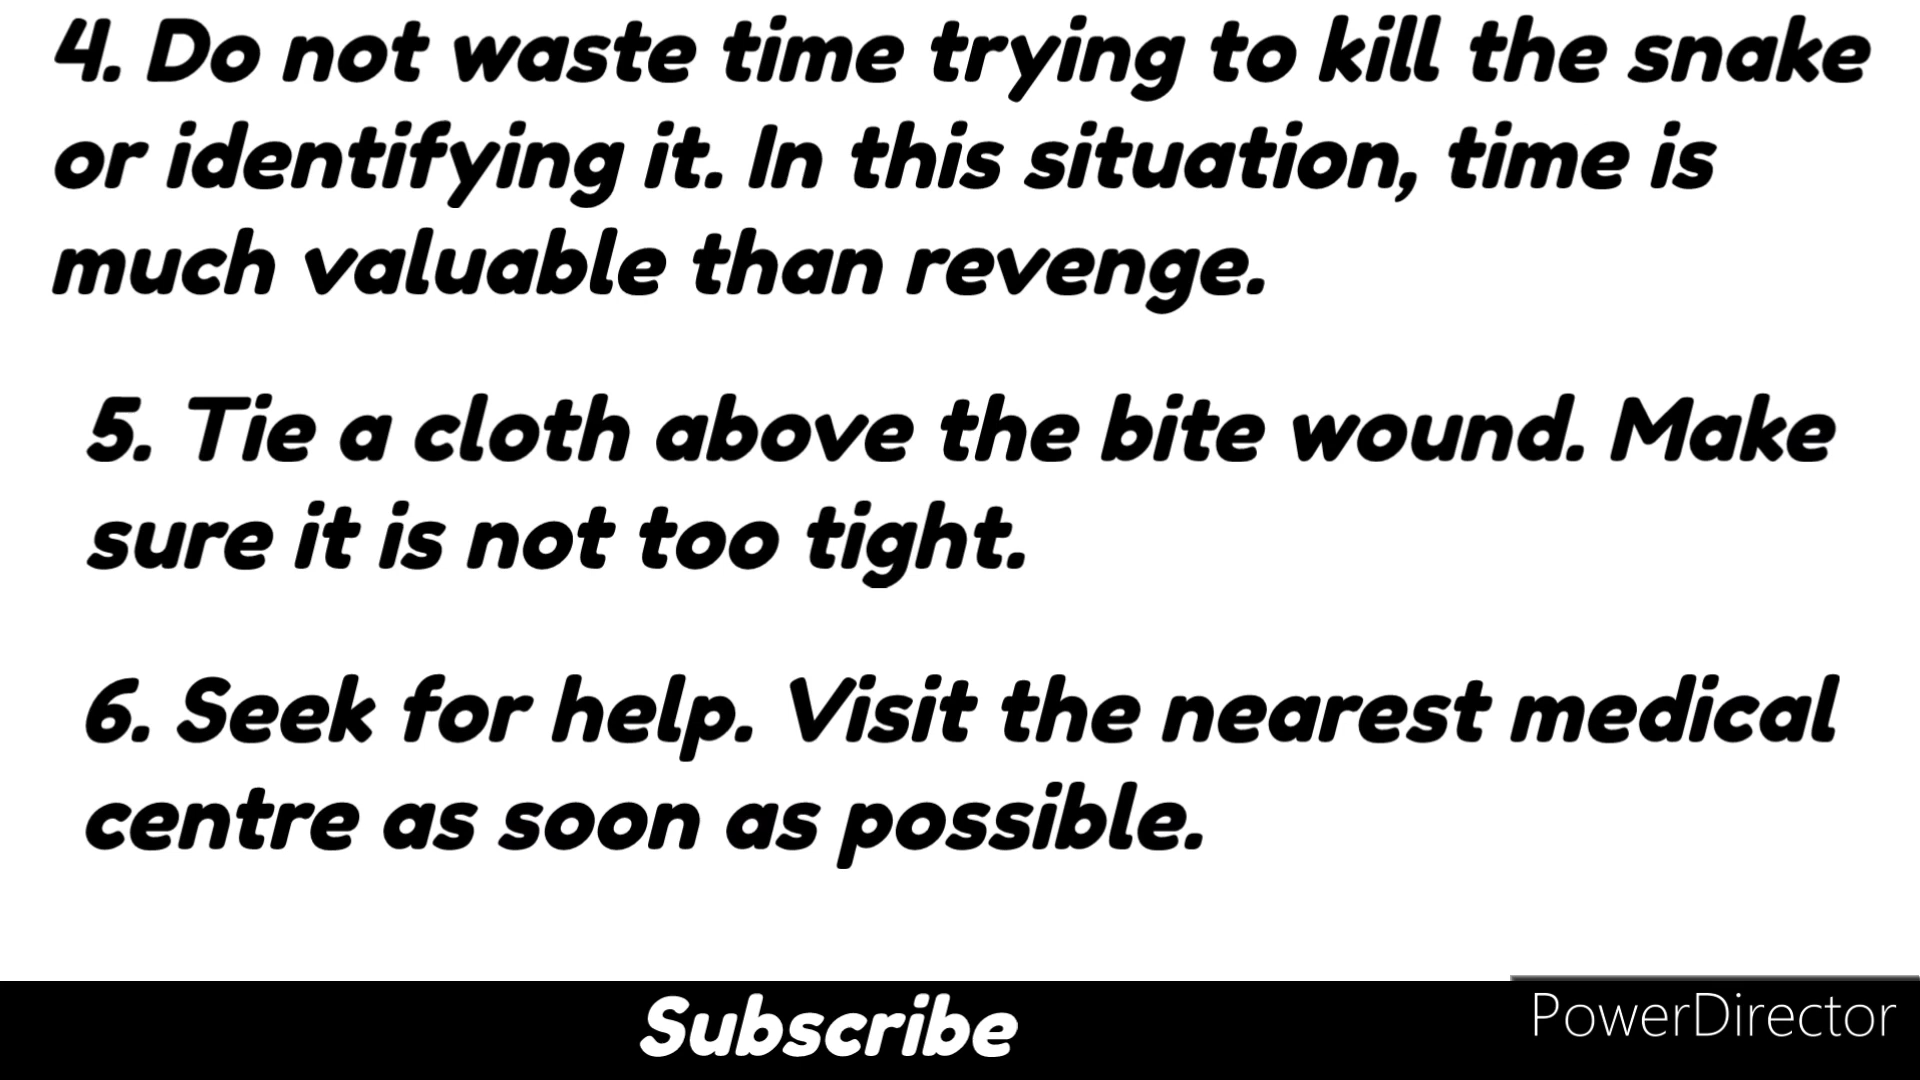 4. Do not waste time trying to kill the snake
or identifying it. In this situation, time is
much valuable than revenge.
5. Tie a cloth above the bite wound. Make
sure it is not too tight.
6. Seek for help. Visit the nearest medical
centre as soon as possible.
Subscribe
PowerDirector